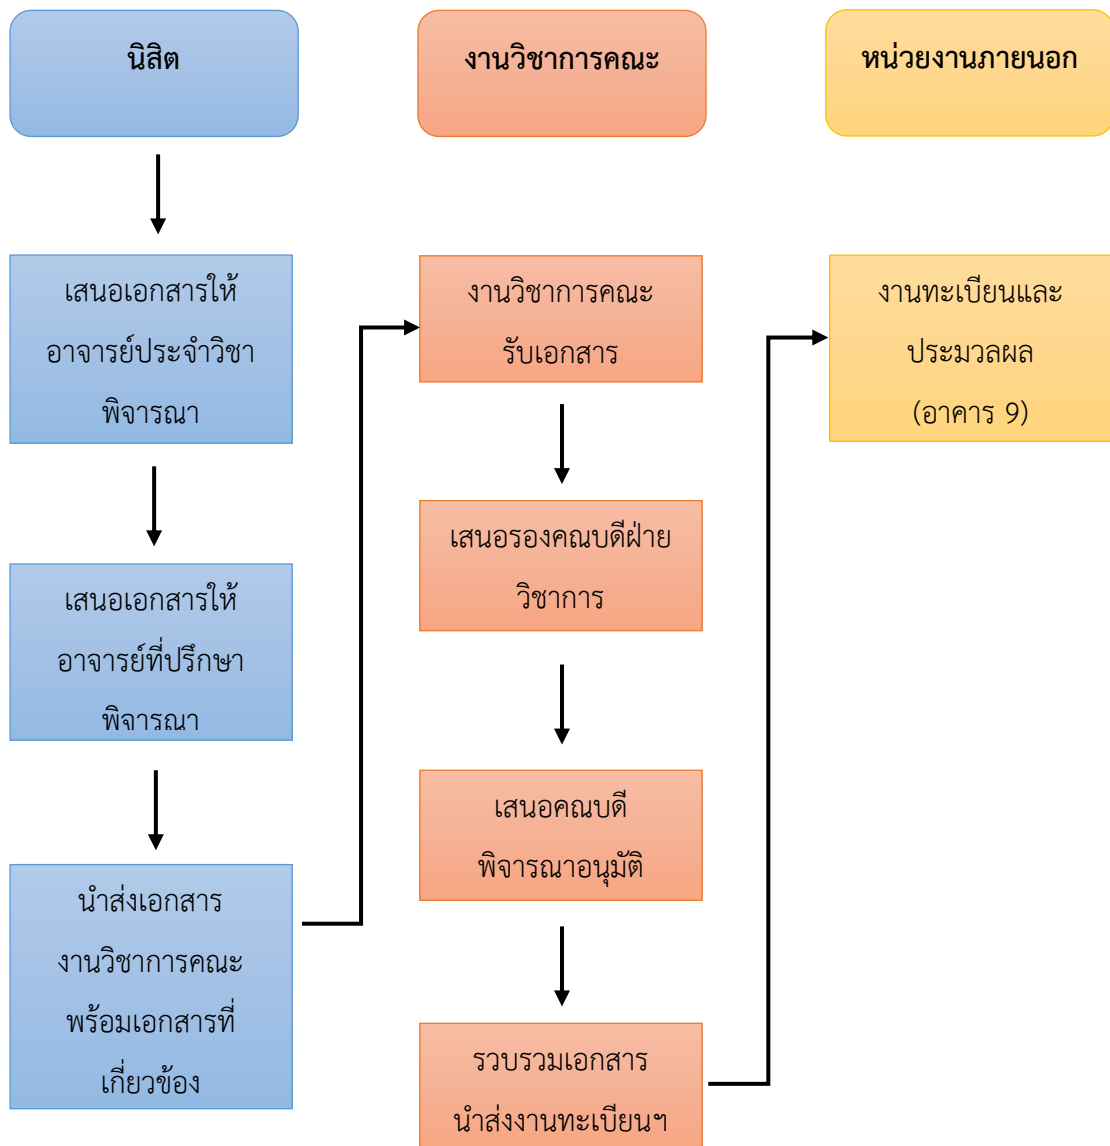 นิสิต
เสนอเอกสารให้
อาจารย์ประจำวิชา
พิจารณา
เสนอเอกสารให้
อาจารย์ที่ปรึกษา
พิจารณา
นำส่งเอกสาร
งานวิชาการคณะ
พร้อมเอกสารที่
เกี่ยวข้อง
งานวิชาการคณะ
งานวิชาการคณะ
รับเอกสาร
เสนอรองคณบดีฝ่าย
วิชาการ
เสนอคณบดี
พิจารณาอนุมัติ
รวบรวมเอกสาร
นำส่งงานทะเบียนฯ
หน่วยงานภายนอก
งานทะเบียนและ
ประมวลผล
(อาคาร 9)